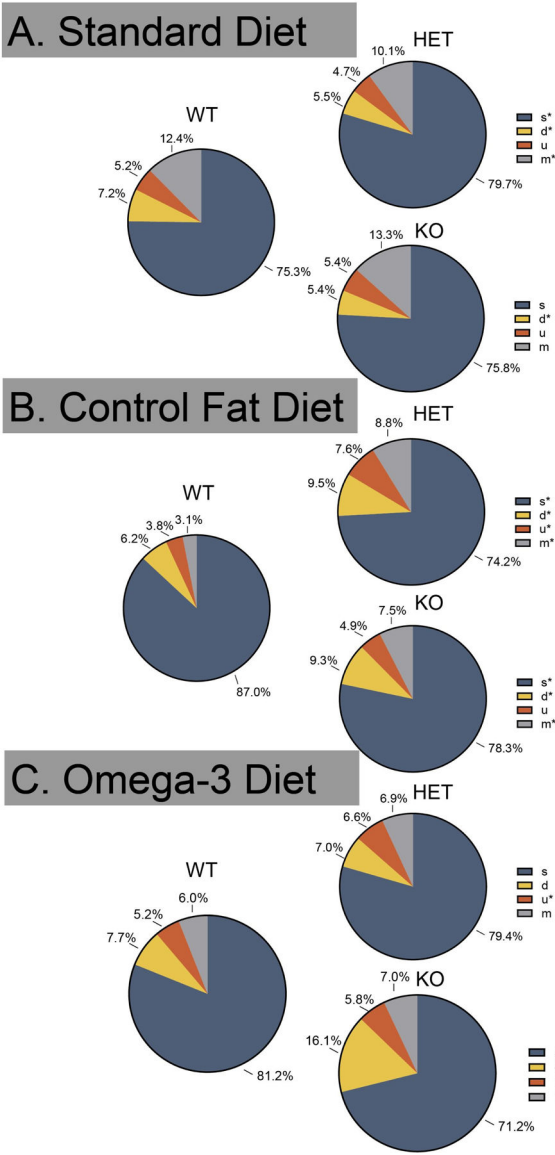 A. Standard Diet
HET
10.1%
4.7%
5.5%
79.7%
s*
d*
u
m*
WT
12.4%
5.2%
7.2%
75.3%
KO
13.3%
5.4%
5.4%
75.8%
s
d*
u
m
B. Control Fat Diet
HET
8.8%
7.6%
9.5%
74.2%
s*
d*
u*
m*
WT
3.1%
3.8%
6.2%
87.0%
KO
7.5%
4.9%
9.3%
78.3%
s*
d*
u
m*
C. Omega-3 Diet
HET
6.9%
6.6%
7.0%
79.4%
s
d
u*
m
WT
6.0%
5.2%
7.7%
81.2%
KO
7.0%
5.8%
16.1%
71.2%